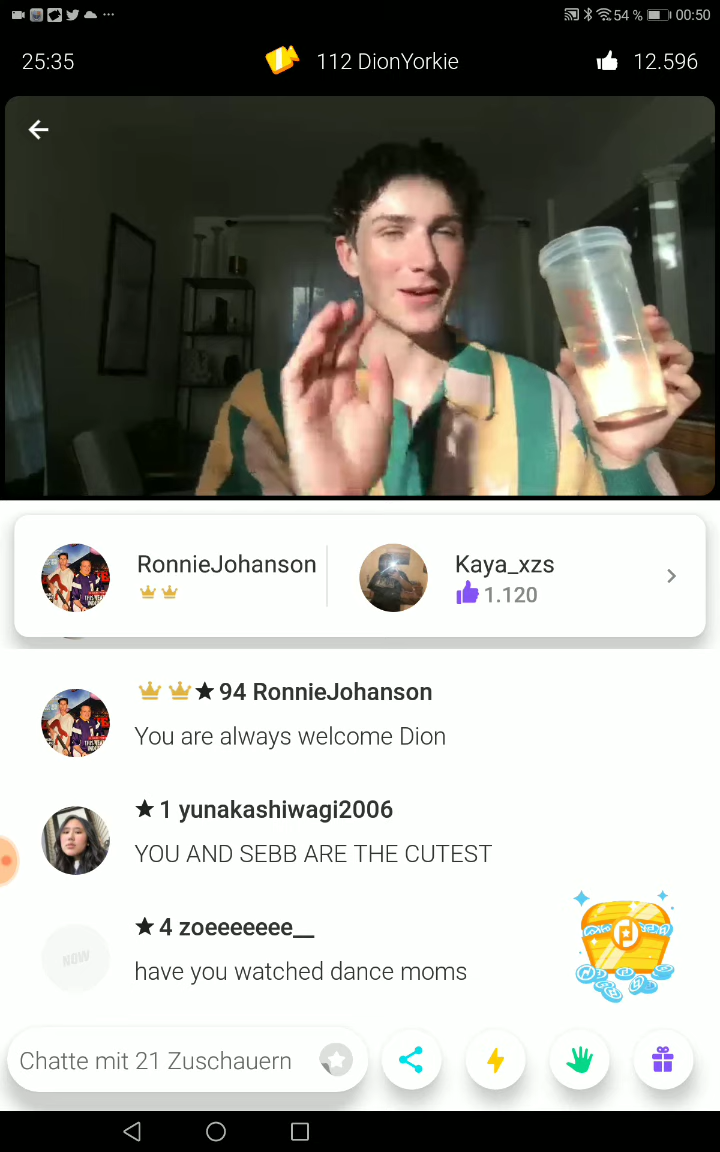 54 % 00:50
25:35 112 DionYorkie 12.596
RonnieJohanson Kaya_xzs
1.120
94 RonnieJohanson
You are always welcome Dion
1 yunakashiwagi2006
YOU AND SEBB ARE THE CUTEST
4 zoeeeeeee__
NOW
have you watched dance moms
Chatte mit 21 Zuschauern